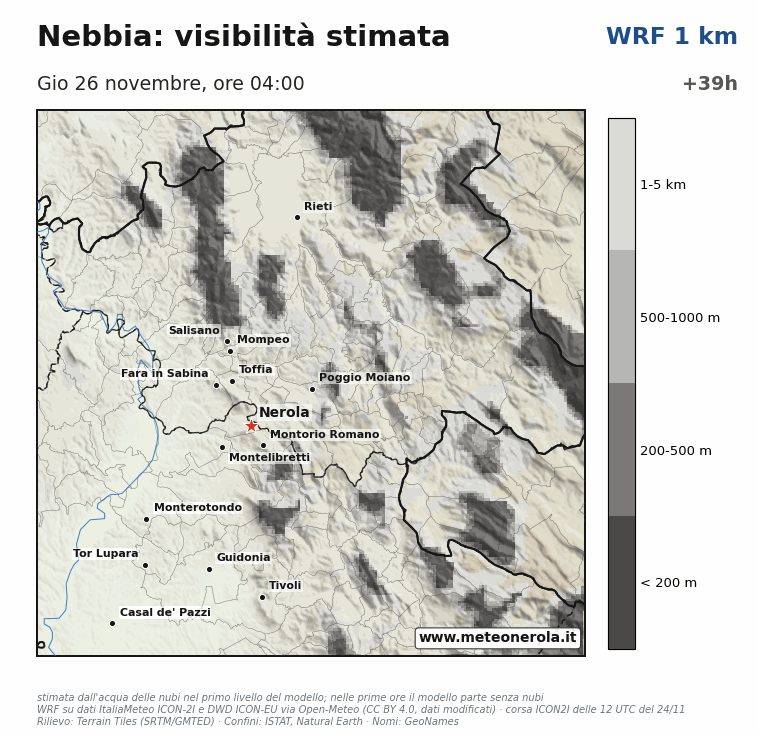 Nebbia: visibilità stimata
WRF 1 km
Gio 26 novembre, ore 04:00
+39h
Rieti
Salisano
Mompeo
Fara in Sabina
Toffia
Poggio Moiano
Nerola
Montorio Romano
Montelibretti
Monterotondo
Tor Lupara
Guidonia
Tivoli
Casal de' Pazzi
www.meteonerola.it
1-5 km
500-1000 m
200-500 m
< 200 m
stimata dall'acqua delle nubi nel primo livello del modello; nelle prime ore il modello parte senza nubi
WRF su dati ItaliaMeteo ICON-2I e DWD ICON-EU via Open-Meteo (CC BY 4.0, dati modificati) · corsa ICON2I delle 12 UTC del 24/11
Rilievo: Terrain Tiles (SRTM/GMTED) · Confini: ISTAT, Natural Earth · Nomi: GeoNames